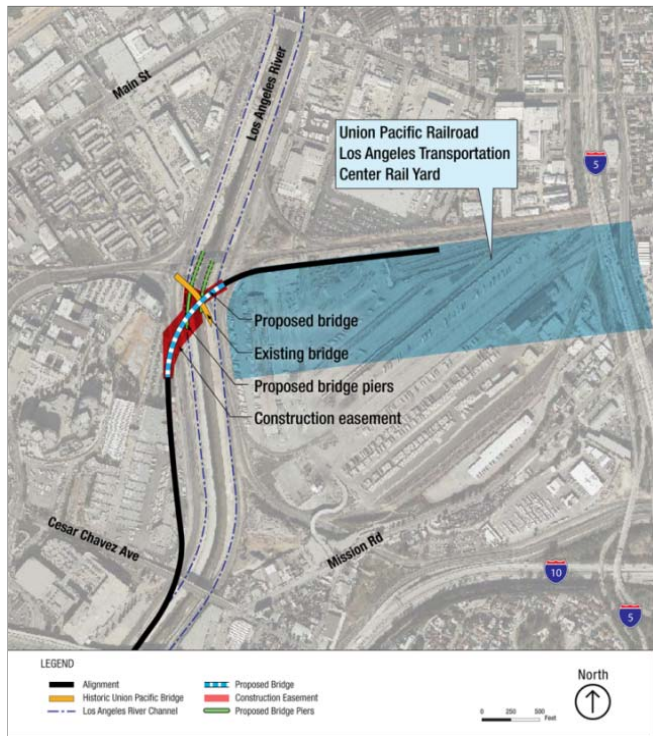 Main St
Los Angeles River
Union Pacific Railroad
Los Angeles Transportation
Center Rail Yard
5
Proposed bridge
Existing bridge
Proposed bridge piers
Construction easement
Cesar Chavez Ave
Mission Rd
10
5
LEGEND
Alignment
Historic Union Pacific Bridge
Los Angeles River Channel
Proposed Bridge
Construction Easement
Proposed Bridge Piers
0 250 500
Feet
North